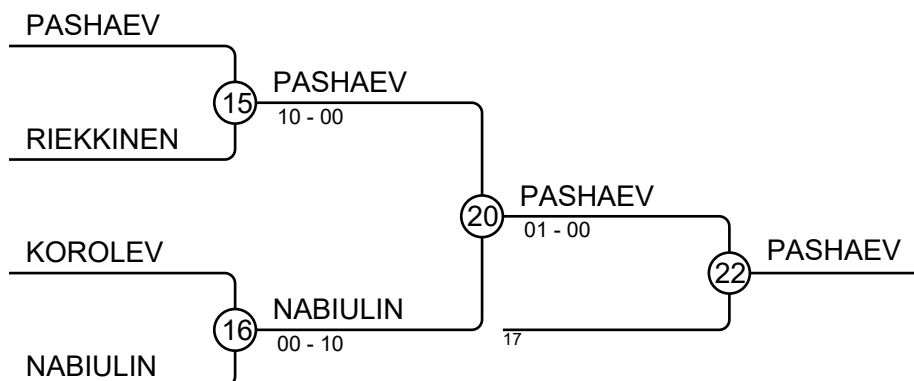 PASHAEV
15
PASHAEV
10 - 00
RIEKKINEN
20
PASHAEV
01 - 00
KOROLEV
22
PASHAEV
16
NABIULIN
00 - 10
17
NABIULIN